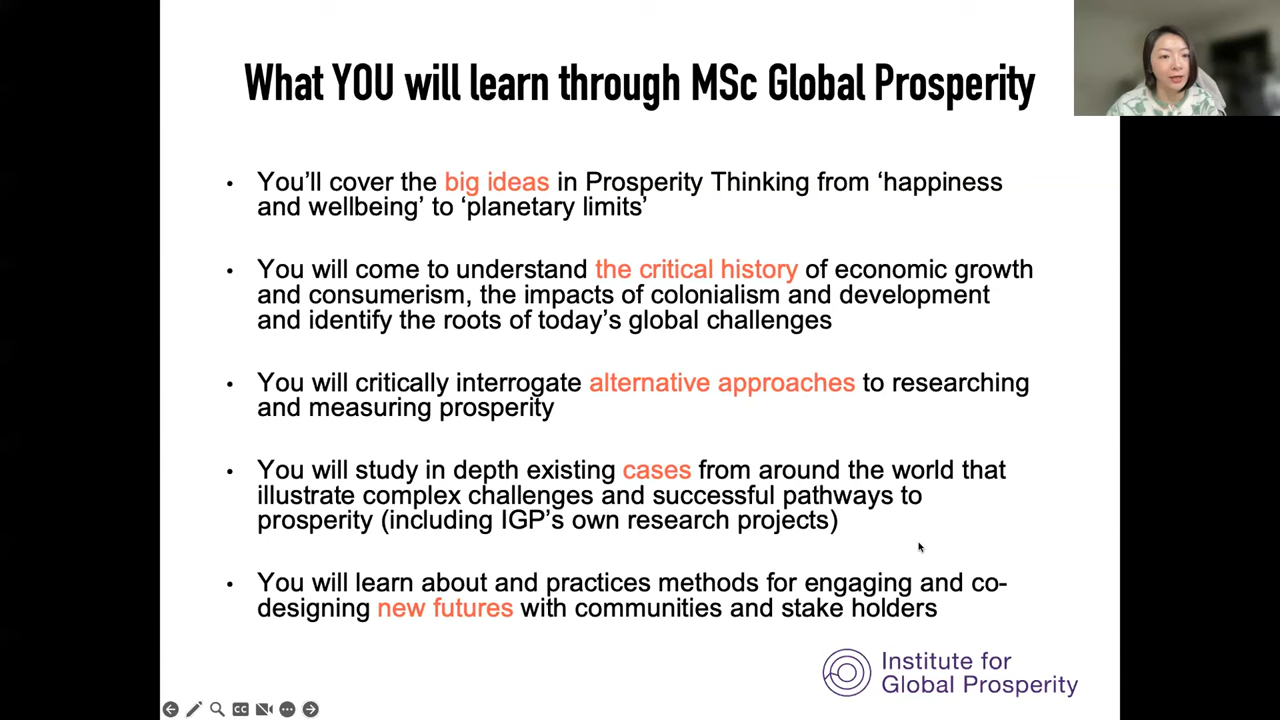 What YOU will learn through MSc Global Prosperity
• You’ll cover the big ideas in Prosperity Thinking from ‘happiness
and wellbeing’ to ‘planetary limits’
• You will come to understand the critical history of economic growth
and consumerism, the impacts of colonialism and development
and identify the roots of today’s global challenges
• You will critically interrogate alternative approaches to researching
and measuring prosperity
• You will study in depth existing cases from around the world that
illustrate complex challenges and successful pathways to
prosperity (including IGP’s own research projects)
• You will learn about and practices methods for engaging and co-
designing new futures with communities and stake holders
Institute for
Global Prosperity
CC